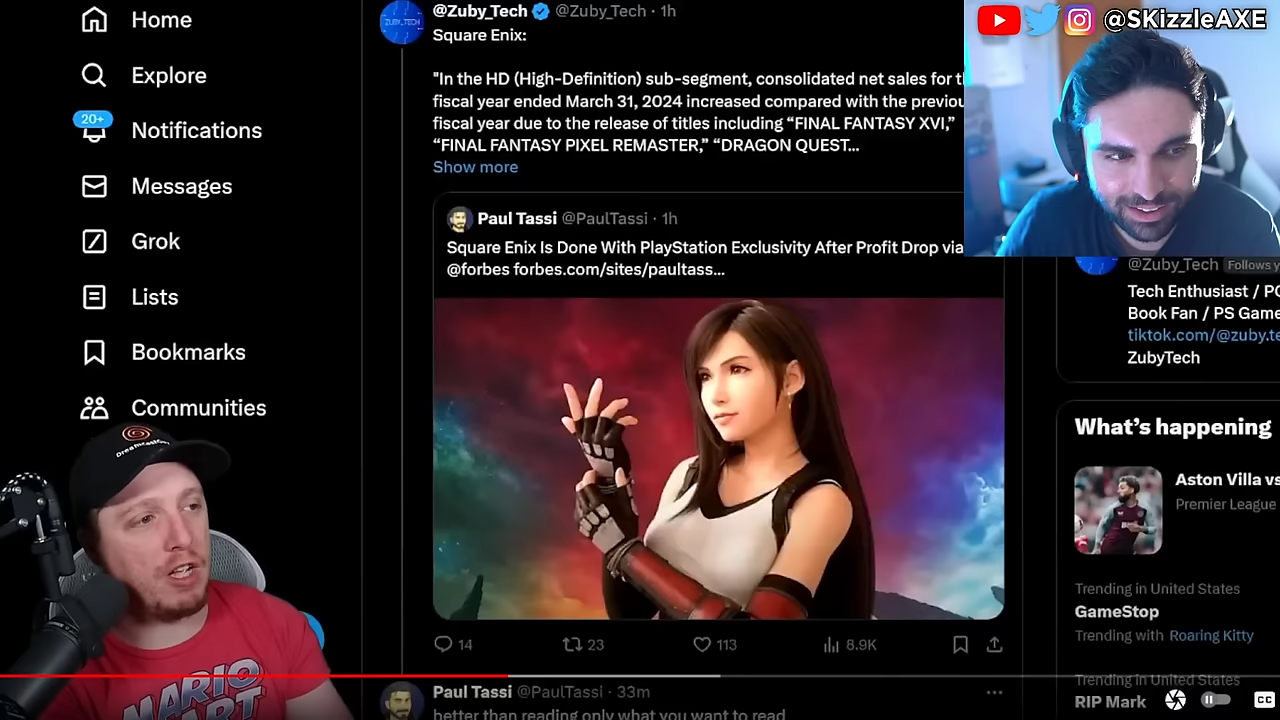 Home
Explore
20+
Notifications
Messages
Grok
Lists
Bookmarks
Communities
Dreamcast
MARIO
KART
@Zuby_Tech @Zuby_Tech · 1h
ZUBY_TECH
Square Enix:
"In the HD (High-Definition) sub-segment, consolidated net sales for th
fiscal year ended March 31, 2024 increased compared with the previou
fiscal year due to the release of titles including “FINAL FANTASY XVI,”
“FINAL FANTASY PIXEL REMASTER,” “DRAGON QUEST...
Show more
Paul Tassi @PaulTassi · 1h
Square Enix Is Done With PlayStation Exclusivity After Profit Drop via
@forbes forbes.com/sites/paultass...
14
23
113
8.9K
Paul Tassi @PaulTassi · 33m
better than reading only what you want to read
@SKizzleAXE
@Zuby_Tech Follows y
Tech Enthusiast / PC
Book Fan / PS Game
tiktok.com/@zuby.te
ZubyTech
What’s happening
Aston Villa vs
Premier League
Trending in United States
GameStop
Trending with Roaring Kitty
Trending in United States
RIP Mark
CC